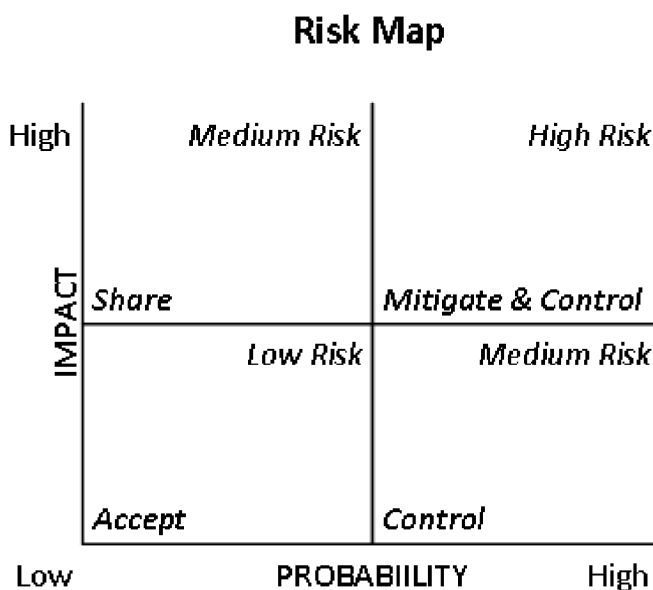 Risk Map
High
Medium Risk
High Risk
IMPACT
Share
Mitigate & Control
Low Risk
Medium Risk
Accept
Control
Low
PROBABIILITY
High